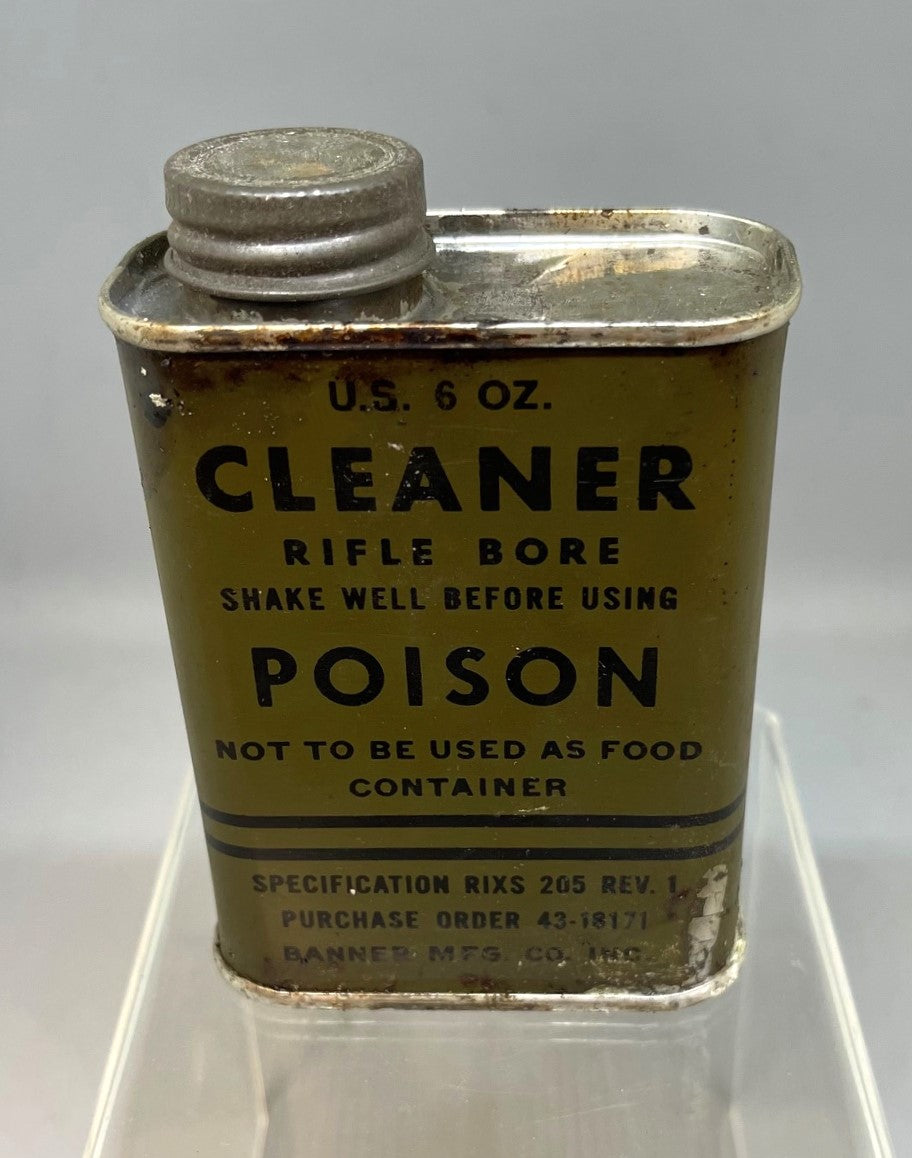 U.S. 6 OZ.
CLEANER
RIFLE BORE
SHAKE WELL BEFORE USING
POISON
NOT TO BE USED AS FOOD
CONTAINER
SPECIFICATION RIXS 205 REV. 1
PURCHASE ORDER 43-18171
BANNER MFG. CO. INC.